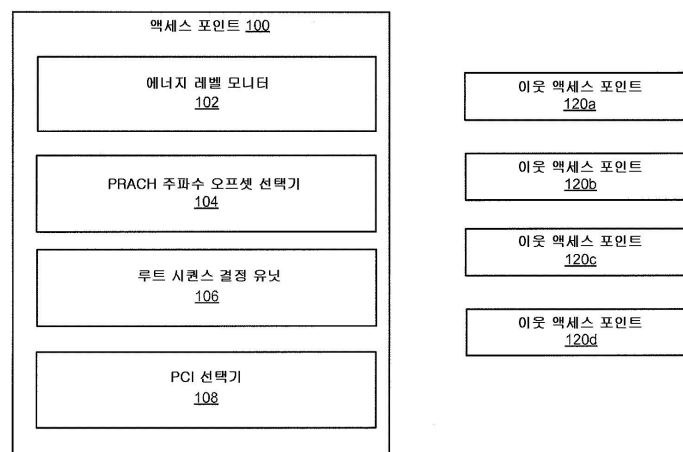 액세스 포인트 100
에너지 레벨 모니터
102
PRACH 주파수 오프셋 선택기
104
루트 시퀀스 결정 유닛
106
PCI 선택기
108
이웃 액세스 포인트
120a
이웃 액세스 포인트
120b
이웃 액세스 포인트
120c
이웃 액세스 포인트
120d